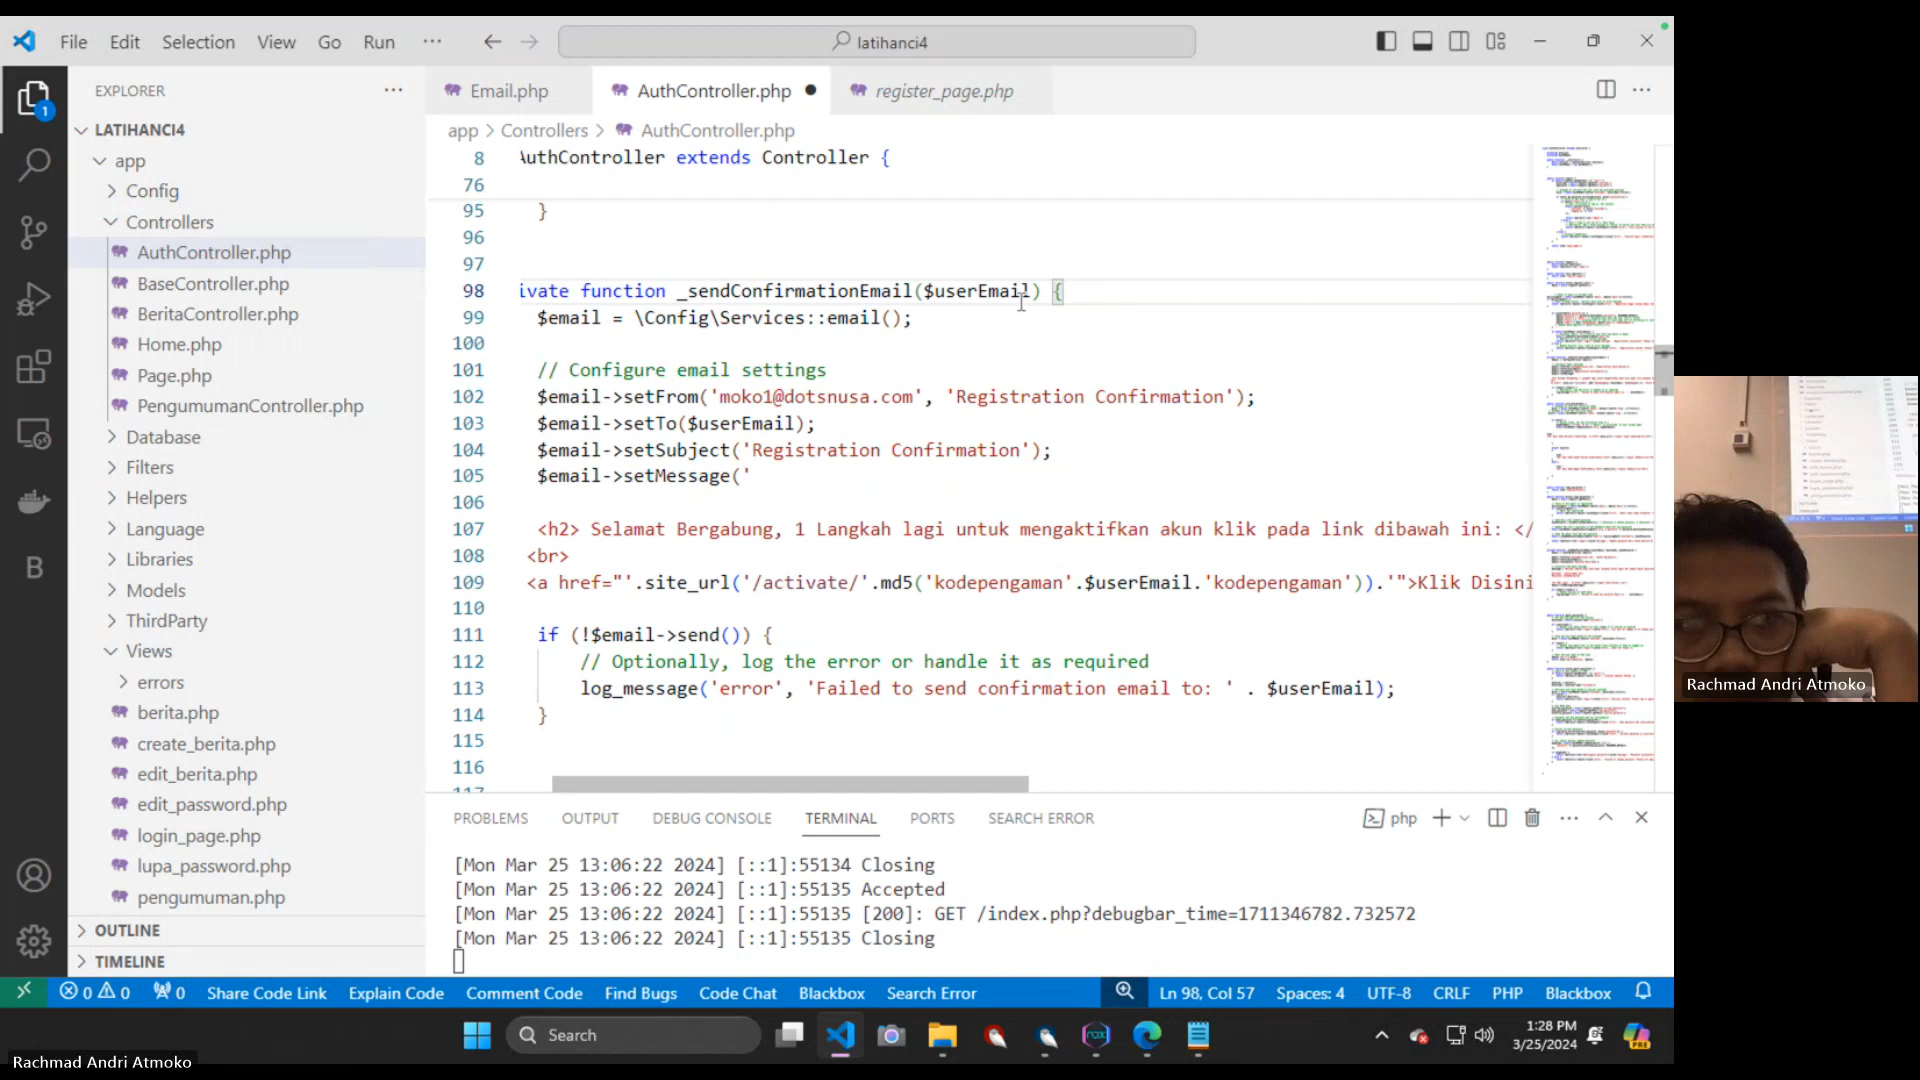 File Edit Selection View Go Run ··· latihanci4
EXPLORER ···
LATIHANCI4
app
Config
Controllers
AuthController.php
BaseController.php
BeritaController.php
Home.php
Page.php
PengumumanController.php
Database
Filters
Helpers
Language
Libraries
Models
ThirdParty
Views
errors
berita.php
create_berita.php
edit_berita.php
edit_password.php
login_page.php
lupa_password.php
pengumuman.php
OUTLINE
TIMELINE
1
B
Email.php AuthController.php register_page.php
app > Controllers > AuthController.php
8 AuthController extends Controller {
76
95 }
96
97
98 ivate function _sendConfirmationEmail($userEmail) {
99 $email = \Config\Services::email();
100
101 // Configure email settings
102 $email->setFrom('moko1@dotsnusa.com', 'Registration Confirmation');
103 $email->setTo($userEmail);
104 $email->setSubject('Registration Confirmation');
105 $email->setMessage('
106
107 <h2> Selamat Bergabung, 1 Langkah lagi untuk mengaktifkan akun klik pada link dibawah ini: </
108 <br>
109 <a href="'.site_url('/activate/'.md5('kodepengaman'.$userEmail.'kodepengaman')).'">Klik Disini
110
111 if (!$email->send()) {
112 // Optionally, log the error or handle it as required
113 log_message('error', 'Failed to send confirmation email to: ' . $userEmail);
114 }
115
116
117
PROBLEMS OUTPUT DEBUG CONSOLE TERMINAL PORTS SEARCH ERROR php
[Mon Mar 25 13:06:22 2024] [::1]:55134 Closing
[Mon Mar 25 13:06:22 2024] [::1]:55135 Accepted
[Mon Mar 25 13:06:22 2024] [::1]:55135 [200]: GET /index.php?debugbar_time=1711346782.732572
[Mon Mar 25 13:06:22 2024] [::1]:55135 Closing
0 0 0 Share Code Link Explain Code Comment Code Find Bugs Code Chat Blackbox Search Error Ln 98, Col 57 Spaces: 4 UTF-8 CRLF PHP Blackbox
Search
1:28 PM
3/25/2024
PRE
Rachmad Andri Atmoko
Rachmad Andri Atmoko